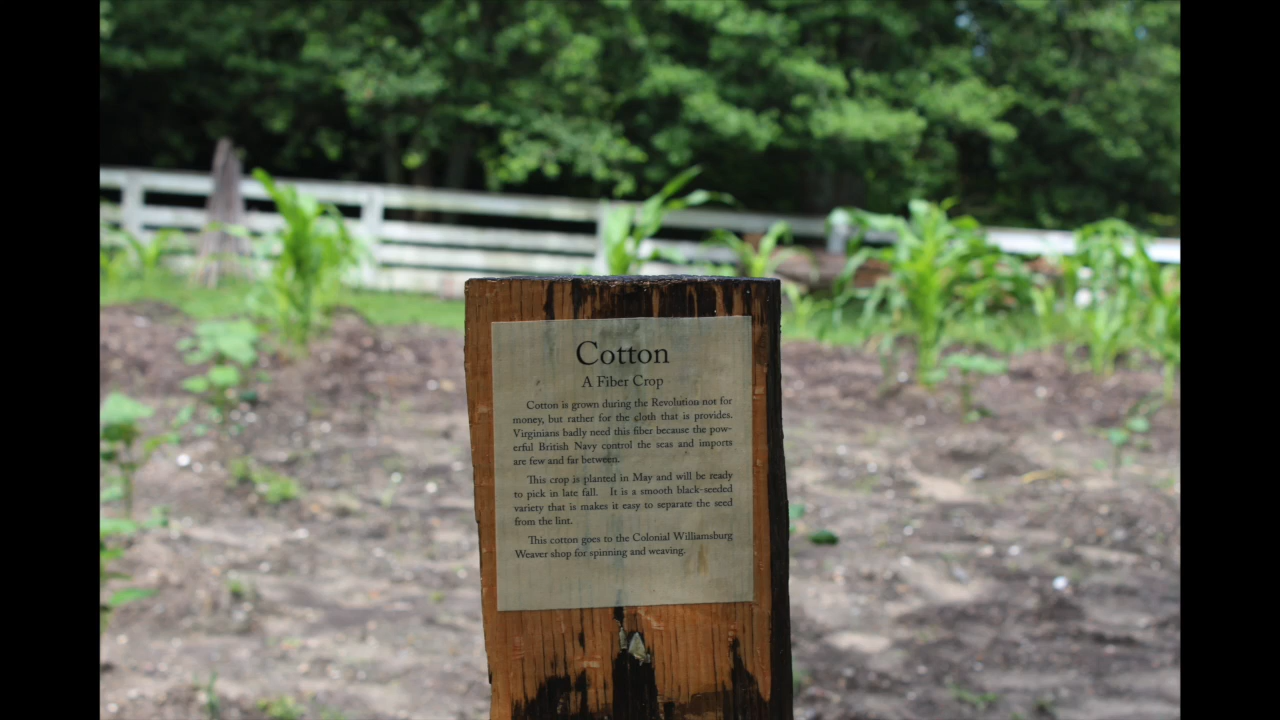 Cotton
A Fiber Crop
Cotton is grown during the Revolution not for
money, but rather for the cloth that is provides.
Virginians badly need this fiber because the pow-
erful British Navy control the seas and imports
are few and far between.
This crop is planted in May and will be ready
to pick in late fall. It is a smooth black-seeded
variety that is makes it easy to separate the seed
from the lint.
This cotton goes to the Colonial Williamsburg
Weaver shop for spinning and weaving.